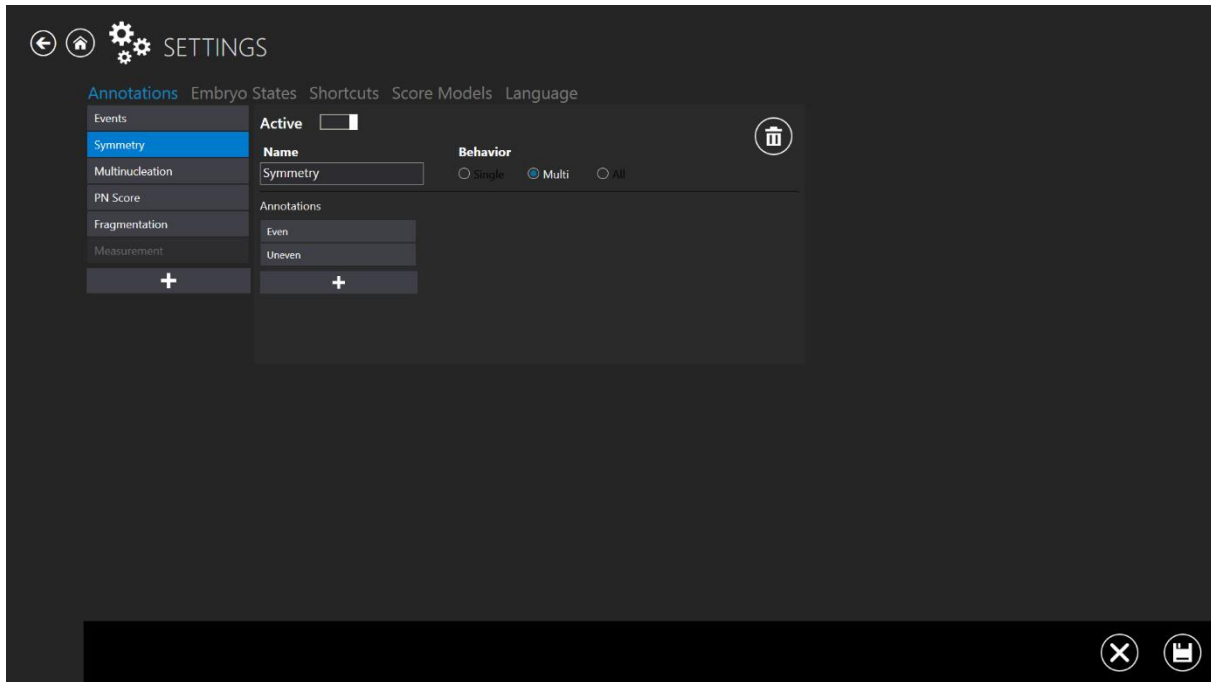 SETTINGS
Annotations Embryo States Shortcuts Score Models Language
Events
Symmetry
Multinucleation
PN Score
Fragmentation
Measurement
Active
Name
Behavior
Symmetry
Single
Multi
All
Annotations
Even
Uneven